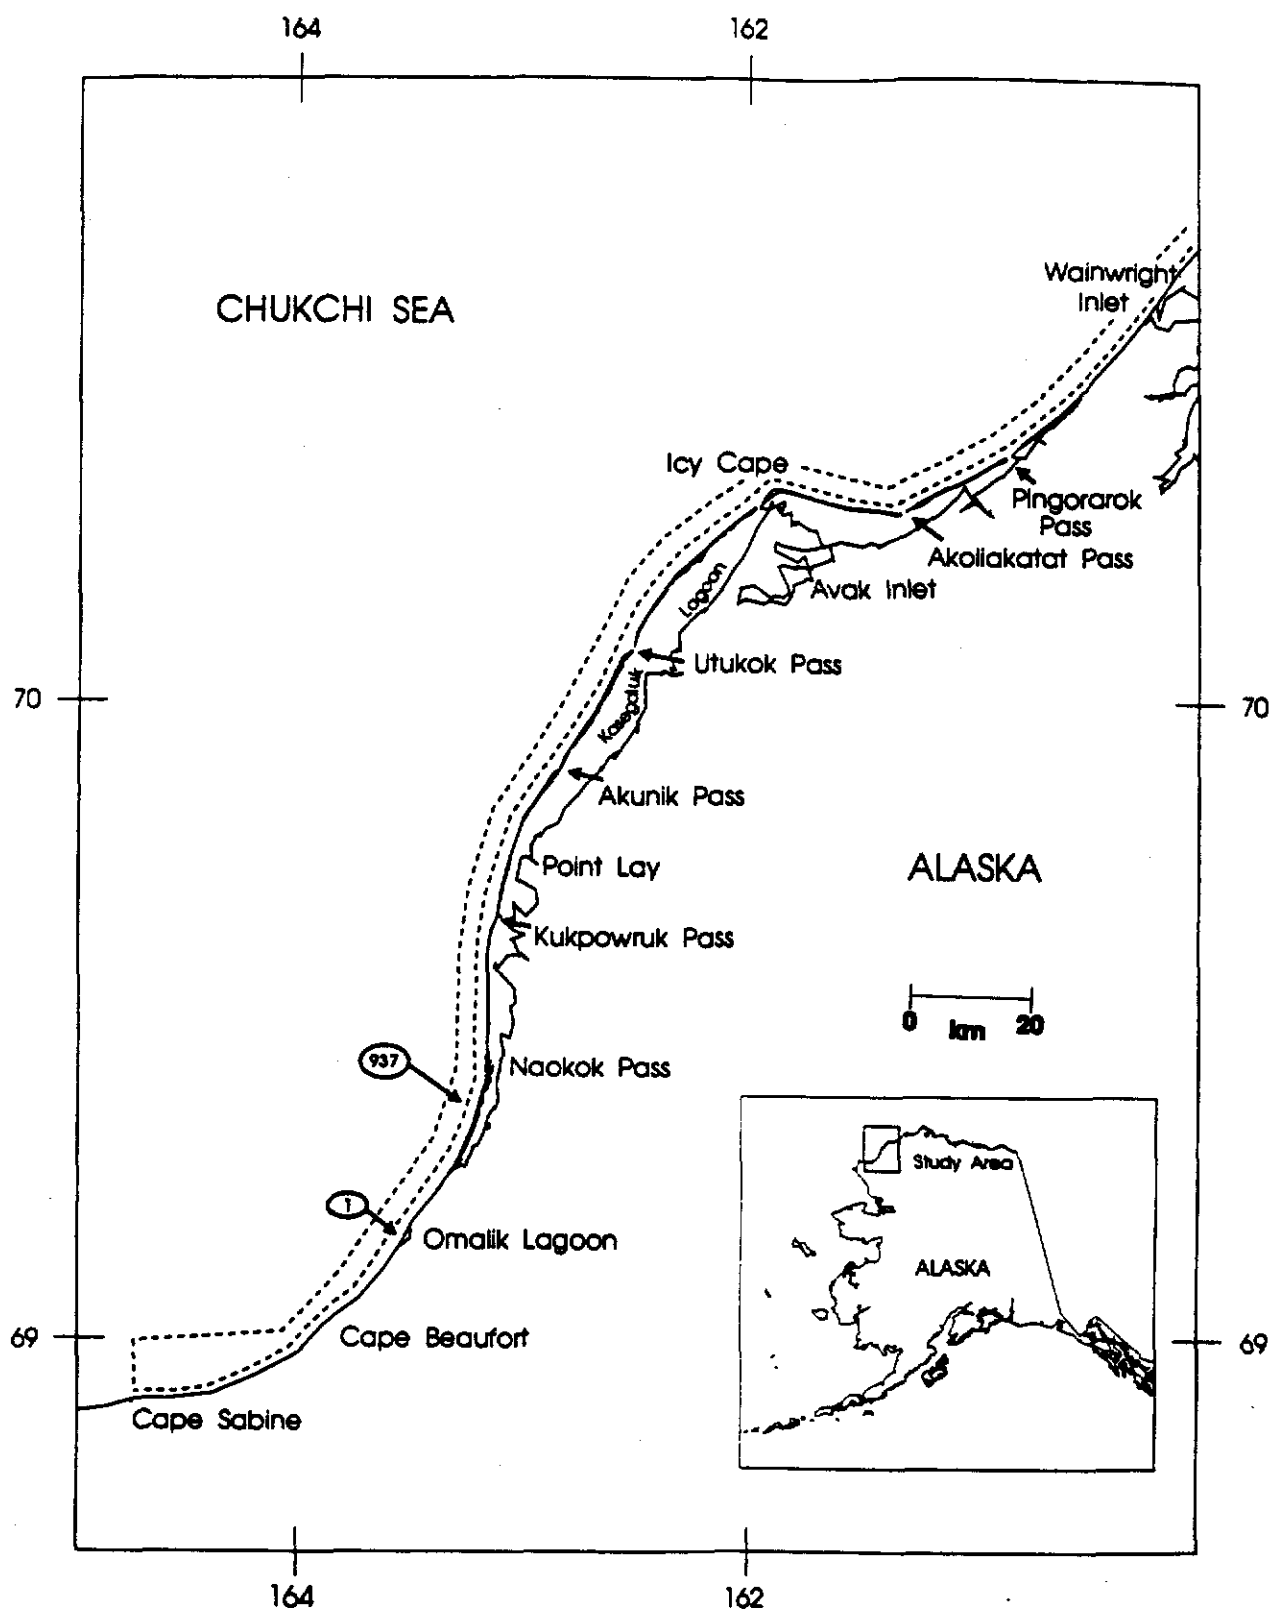 164
162
CHUKCHI SEA
Wainwright
Inlet
Icy Cape
Pingorarok
Pass
Akoliakatat Pass
Avak Inlet
Lagoon
Utukok Pass
Kasegaluk
70
70
Akunik Pass
Point Lay
ALASKA
Kukpowruk Pass
0 km 20
937
Naokok Pass
Study Area
1
Omalik Lagoon
ALASKA
69
Cape Beaufort
69
Cape Sabine
164
162